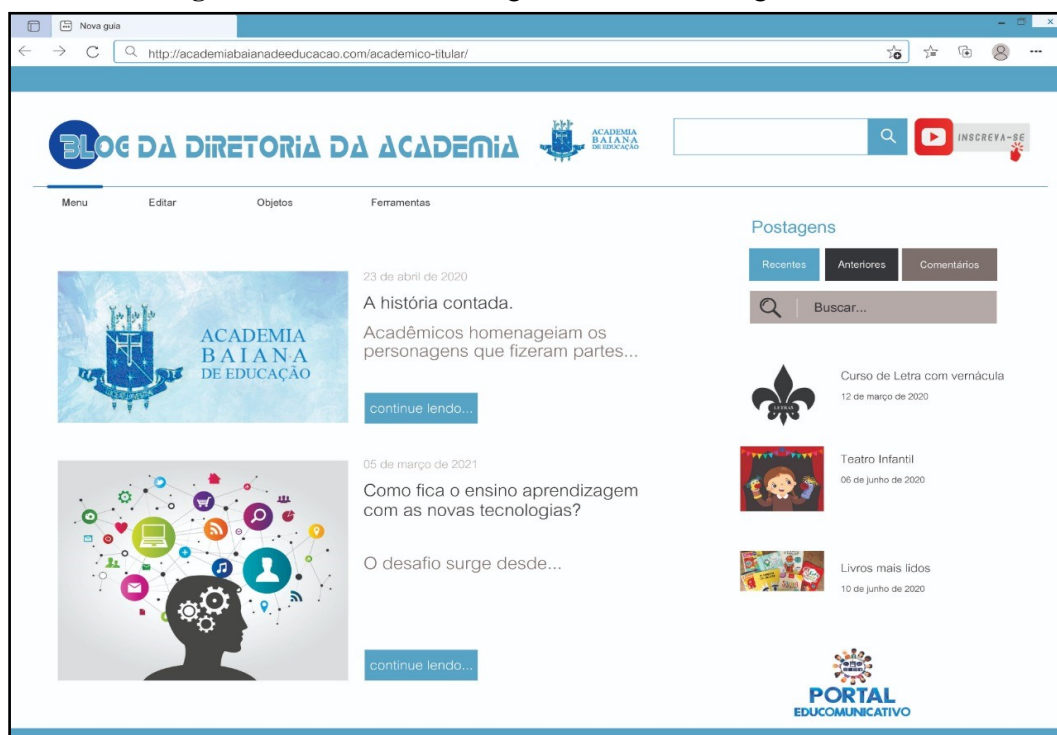 Nova guia
http://academiabaianadeeducacao.com/academico-titular/
BLOG DA DIRETORIA DA ACADEMIA
ACADEMIA
BAIANA
DE EDUCAÇÃO
INSCREVA-SE
Menu Editar Objetos Ferramentas
Postagens
Recentes Anteriores Comentários
Buscar...
23 de abril de 2020
A história contada.
Acadêmicos homenageiam os
personagens que fizeram partes...
continue lendo...
ACADEMIA
BAIANA
DE EDUCAÇÃO
05 de março de 2021
Como fica o ensino aprendizagem
com as novas tecnologias?
O desafio surge desde...
continue lendo...
LETRAS
Curso de Letra com vernácula
12 de março de 2020
Teatro Infantil
06 de junho de 2020
Livros mais lidos
10 de junho de 2020
PORTAL
EDUCOMUNICATIVO